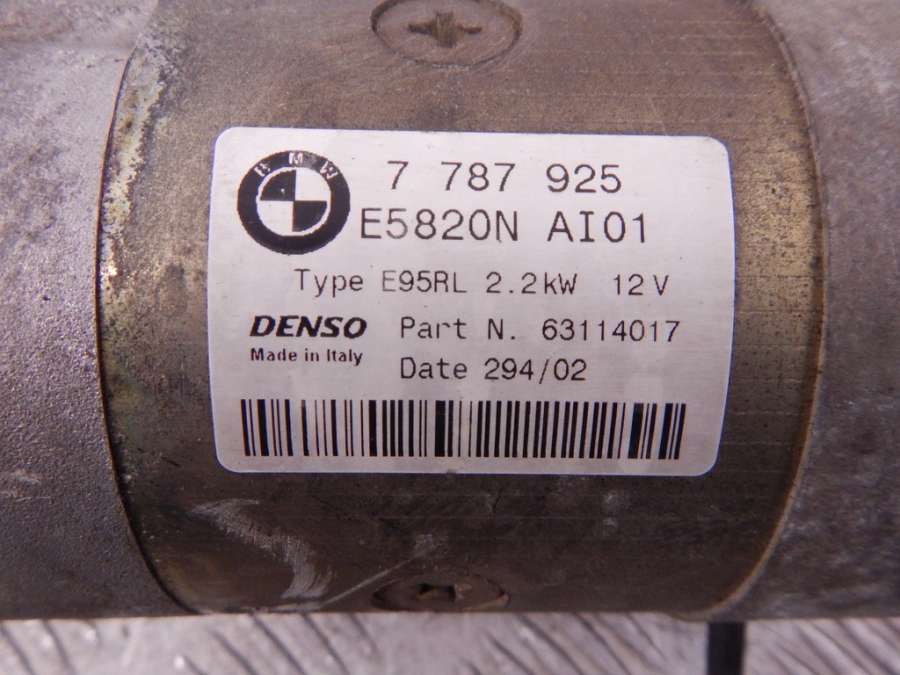 BMW
7 787 925
E5820N AI01
Type E95RL 2.2kW 12V
DENSO Part N. 63114017
Made in Italy
Date 294/02